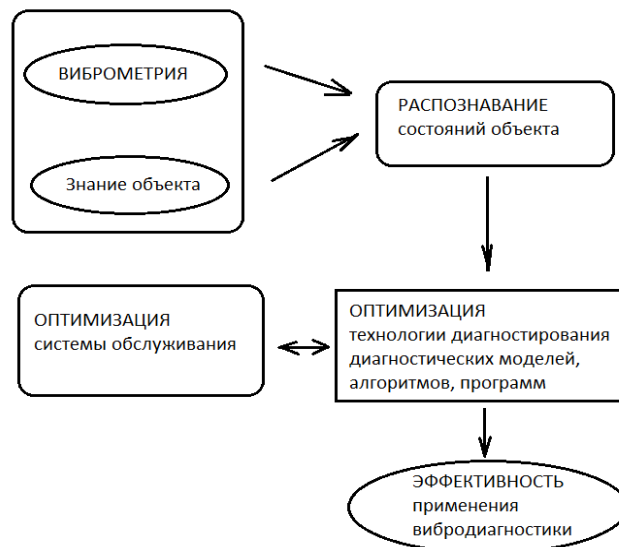 ВИБРОМЕТРИЯ
Знание объекта
РАСПОЗНАВАНИЕ
состояний объекта
ОПТИМИЗАЦИЯ
системы обслуживания
ОПТИМИЗАЦИЯ
технологии диагностирования
диагностических моделей,
алгоритмов, программ
ЭФФЕКТИВНОСТЬ
применения
вибродиагностики